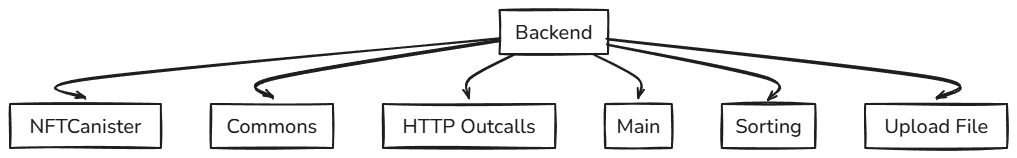 Backend
NFTCanister
Commons
HTTP Outcalls
Main
Sorting
Upload File